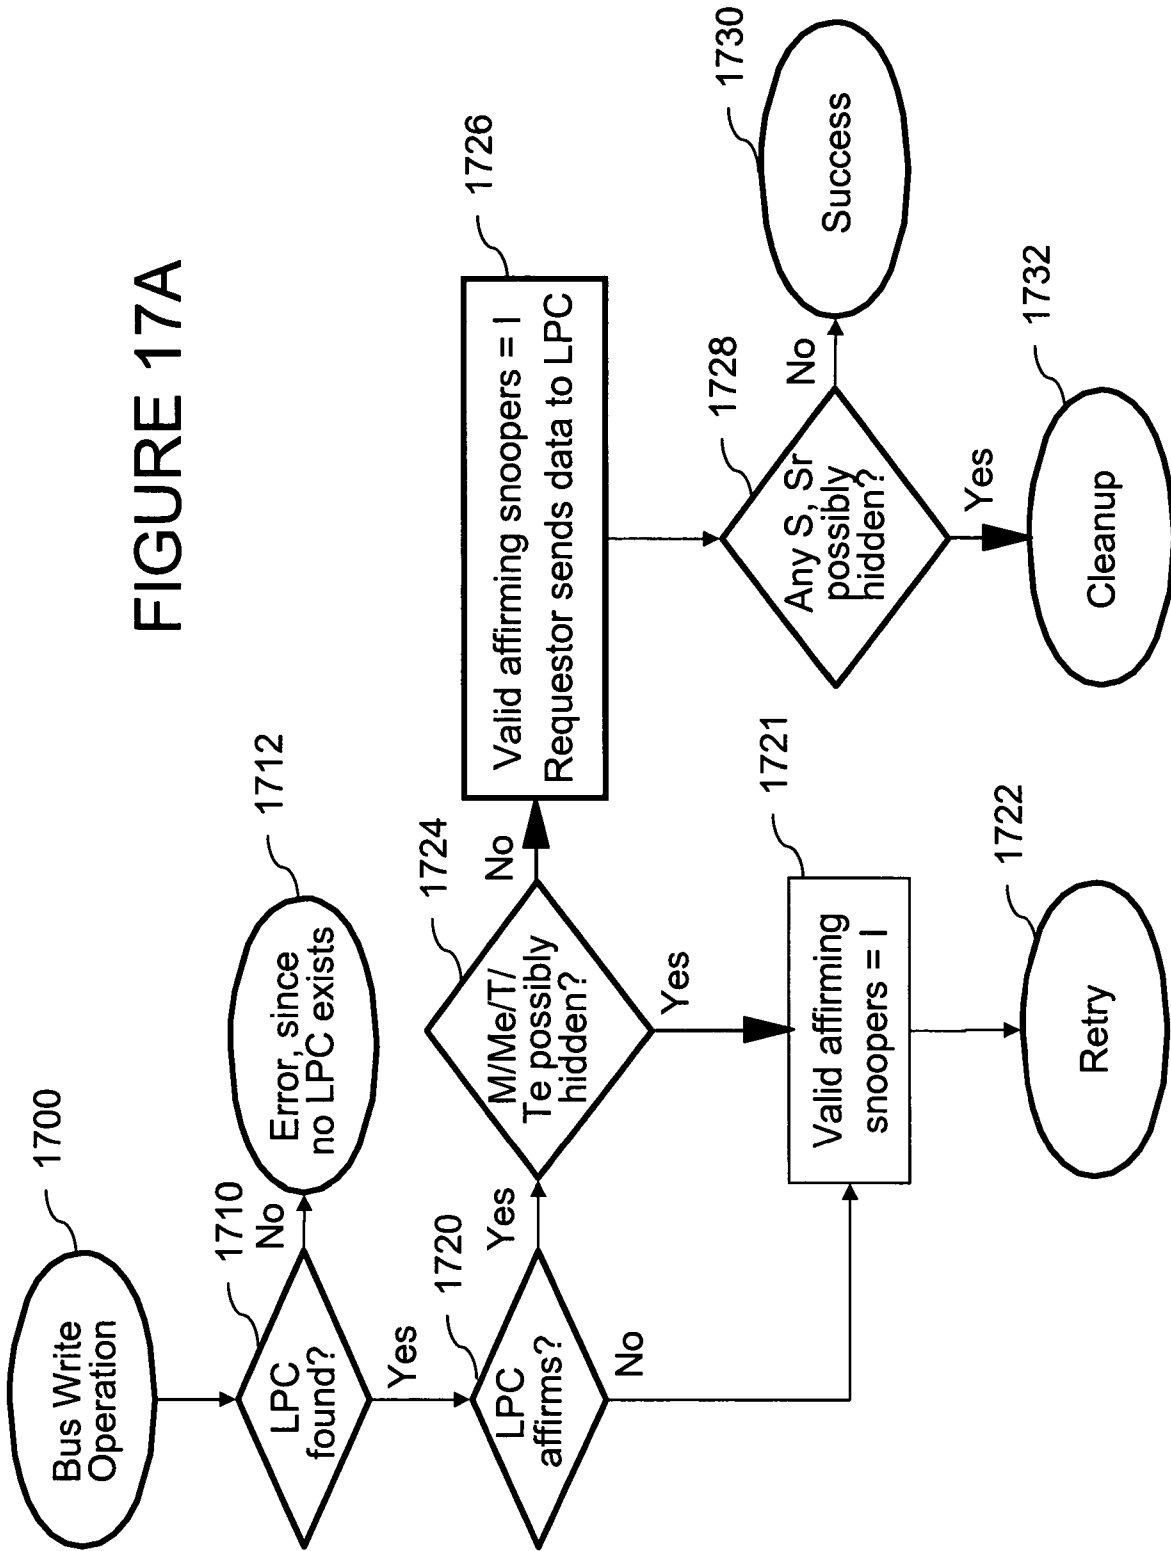 FIGURE 17A
Bus Write
Operation
1700
LPC
found?
1710
No
Error, since
no LPC exists
1712
Yes
LPC
affirms?
1720
Yes
No
M/Me/T/
Te possibly
hidden?
1724
No
Yes
Valid affirming snoopers = I
Requestor sends data to LPC
1726
Valid affirming
snoopers = I
1721
Retry
1722
Any S, Sr
possibly
hidden?
1728
No
Success
1730
Yes
Cleanup
1732